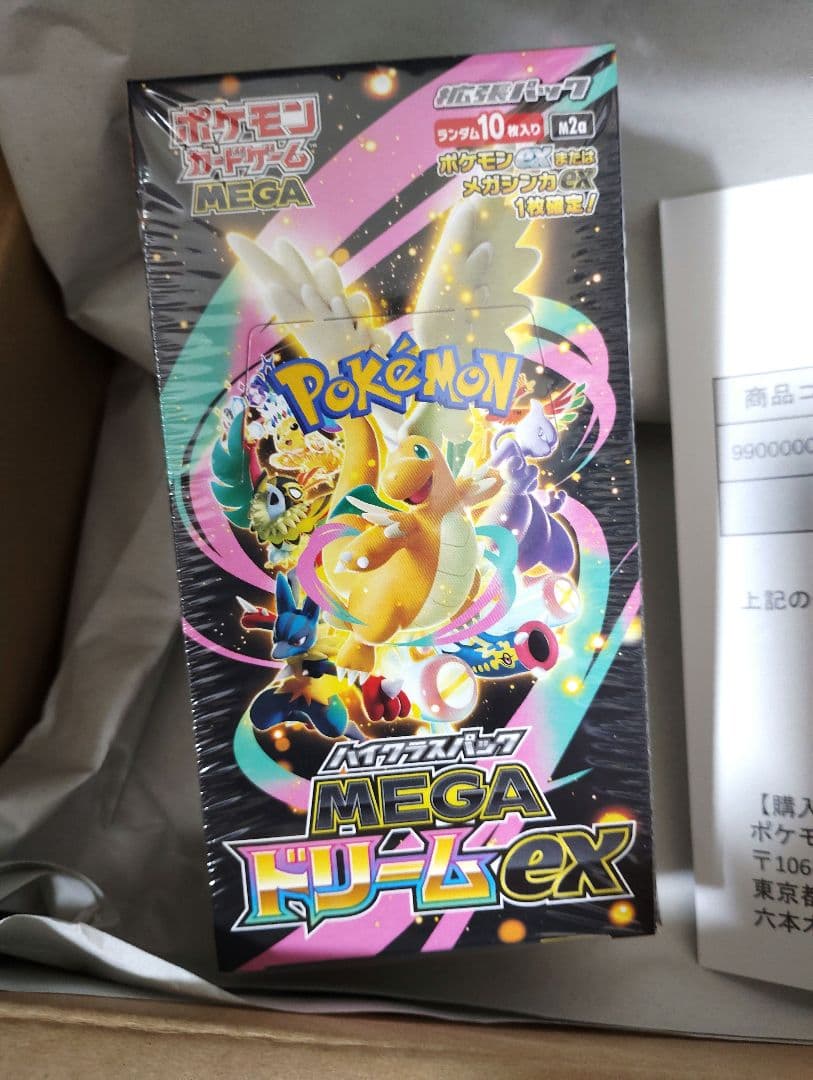 ポケモン
カードゲーム
MEGA
拡張パック
ランダム10枚入り M2a
ポケモンexまたは
メガシンカex
1枚確定!
POKéMON
ハイクラスパック
MEGA
ドリームex
商品コ
9900000
上記の
【購入
ポケモ
〒106
東京都
六本木